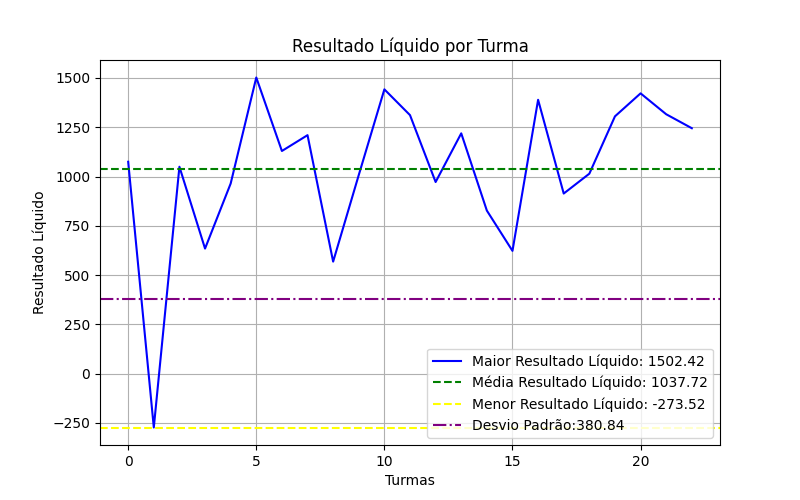 Resultado Líquido por Turma
1500
1250
1000
750
500
250
0
−250
Resultado Líquido
Maior Resultado Líquido: 1502.42
Média Resultado Líquido: 1037.72
Menor Resultado Líquido: -273.52
Desvio Padrão:380.84
0 5 10 15 20
Turmas